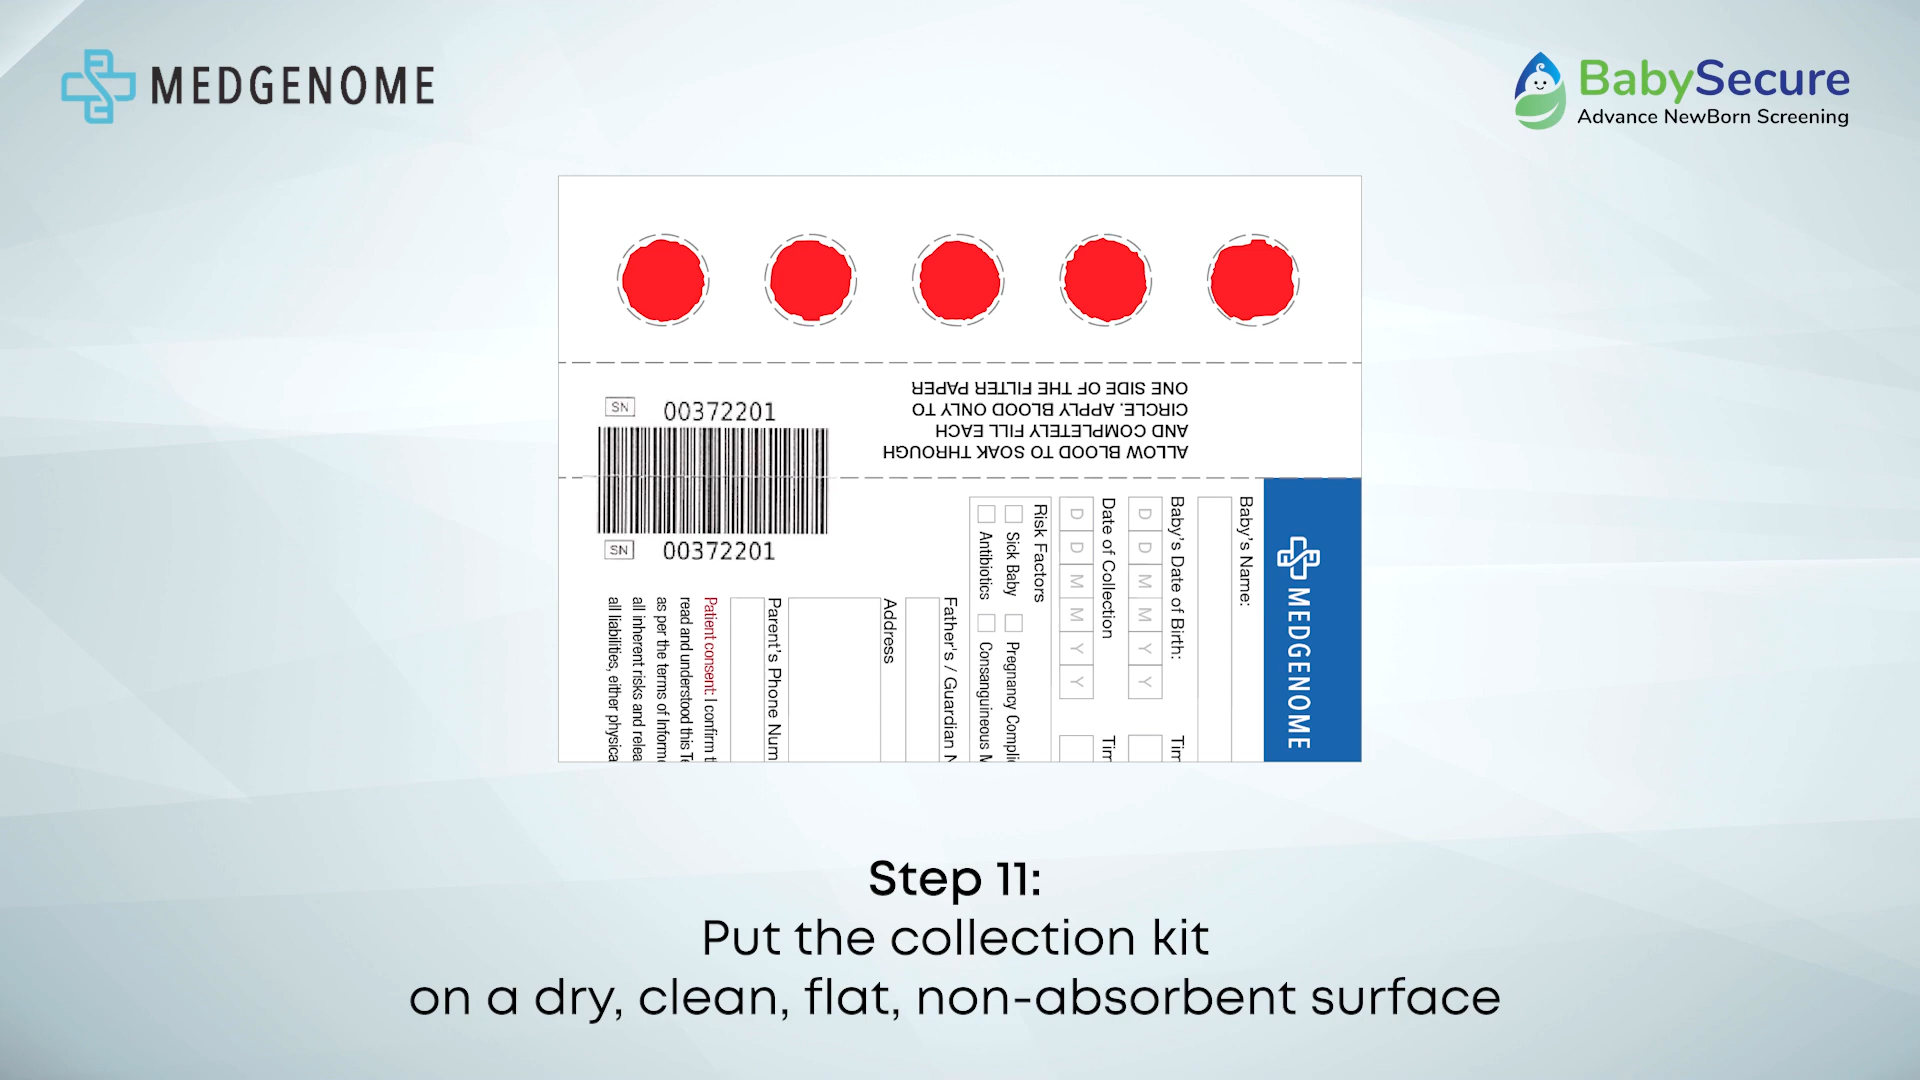 MEDGENOME
BabySecure
Advance NewBorn Screening
SN 00372201
SN 00372201
ALLOW BLOOD TO SOAK THROUGH
AND COMPLETELY FILL EACH
CIRCLE. APPLY BLOOD ONLY TO
ONE SIDE OF THE FILTER PAPER
MEDGENOME
Baby's Name:
Baby's Date of Birth:
D D M M Y Y
Date of Collection
D D M M Y Y
Risk Factors
Sick Baby Pregnancy
Antibiotics Consanguineous
Father's / Guardian
Address
Parent's Phone
Patient consent: I confirm
read and understood this
as per the terms of
all inherent risks and
all liabilities, either
Step 11:
Put the collection kit
on a dry, clean, flat, non-absorbent surface